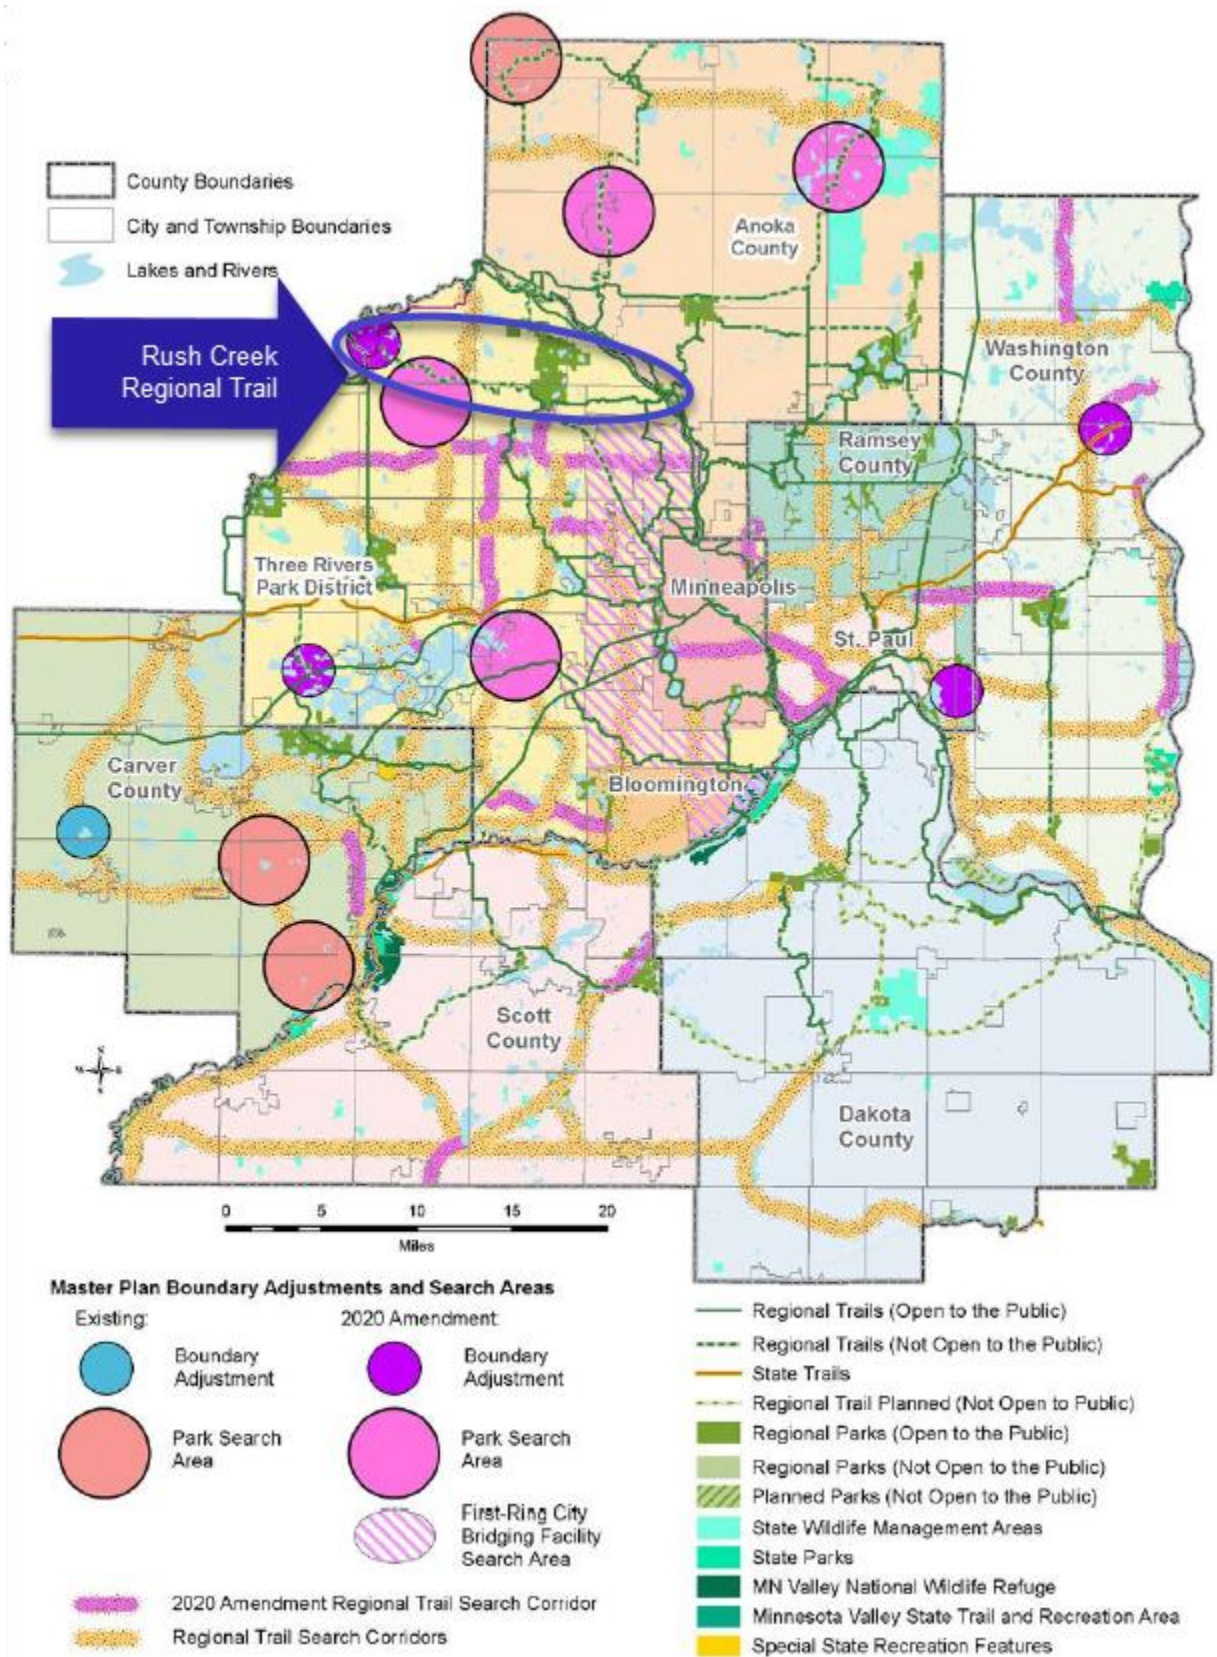 County Boundaries
City and Township Boundaries
Lakes and Rivers
Rush Creek
Regional Trail
Anoka
County
Washington
County
Ramsey
County
Three Rivers
Park District
Minneapolis
St. Paul
Carver
County
Bloomington
Scott
County
Dakota
County
0 5 10 15 20
Miles
Master Plan Boundary Adjustments and Search Areas
Existing:
2020 Amendment:
Boundary
Adjustment
Boundary
Adjustment
Park Search
Area
Park Search
Area
First-Ring City
Bridging Facility
Search Area
2020 Amendment Regional Trail Search Corridor
Regional Trail Search Corridors
Regional Trails (Open to the Public)
Regional Trails (Not Open to the Public)
State Trails
Regional Trail Planned (Not Open to Public)
Regional Parks (Open to the Public)
Regional Parks (Not Open to the Public)
Planned Parks (Not Open to the Public)
State Wildlife Management Areas
State Parks
MN Valley National Wildlife Refuge
Minnesota Valley State Trail and Recreation Area
Special State Recreation Features